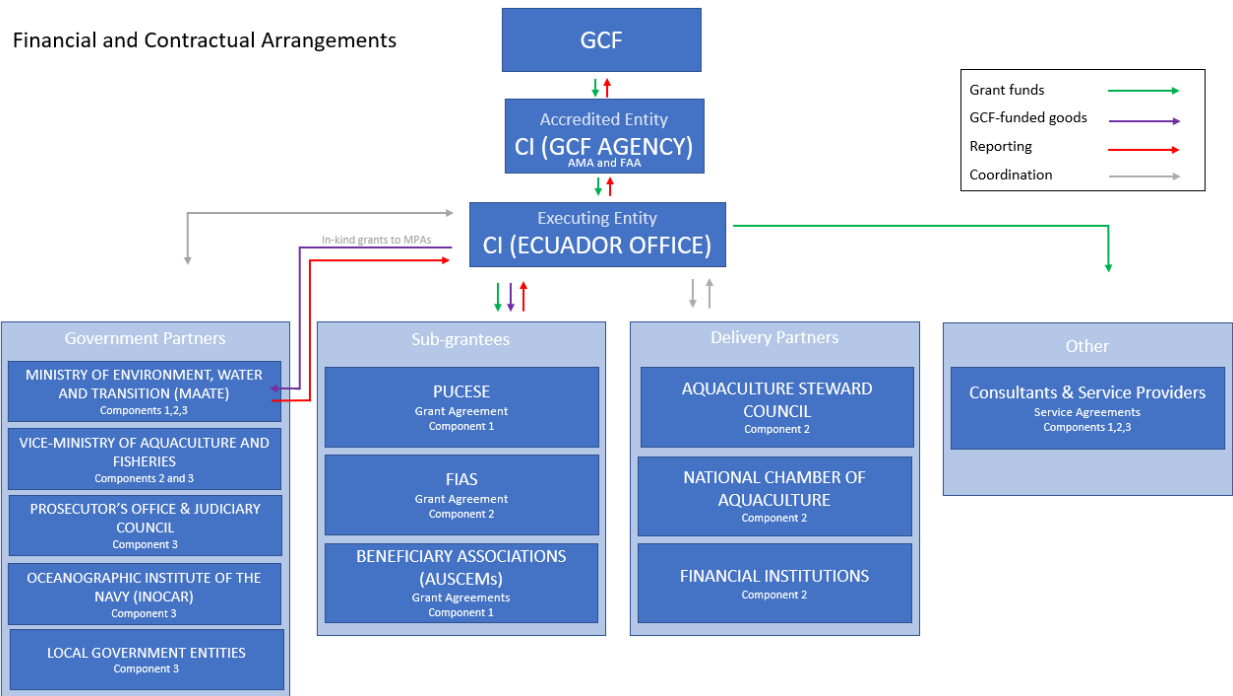 Financial and Contractual Arrangements
GCF
Grant funds
GCF-funded goods
Reporting
Coordination
Accredited Entity
CI (GCF AGENCY)
AMA and FAA
Executing Entity
CI (ECUADOR OFFICE)
In-kind grants to MPAs
Government Partners
MINISTRY OF ENVIRONMENT, WATER
AND TRANSITION (MAATE)
Components 1,2,3
VICE-MINISTRY OF AQUACULTURE AND
FISHERIES
Components 2 and 3
PROSECUTOR'S OFFICE & JUDICIARY
COUNCIL
Component 3
OCEANOGRAPHIC INSTITUTE OF THE
NAVY (INOCAR)
Component 3
LOCAL GOVERNMENT ENTITIES
Component 3
Sub-grantees
PUCESE
Grant Agreement
Component 1
FIAS
Grant Agreement
Component 2
BENEFICIARY ASSOCIATIONS
(AUSCEMs)
Grant Agreements
Component 1
Delivery Partners
AQUACULTURE STEWARD
COUNCIL
Component 2
NATIONAL CHAMBER OF
AQUACULTURE
Component 2
FINANCIAL INSTITUTIONS
Component 2
Other
Consultants & Service Providers
Service Agreements
Components 1,2,3